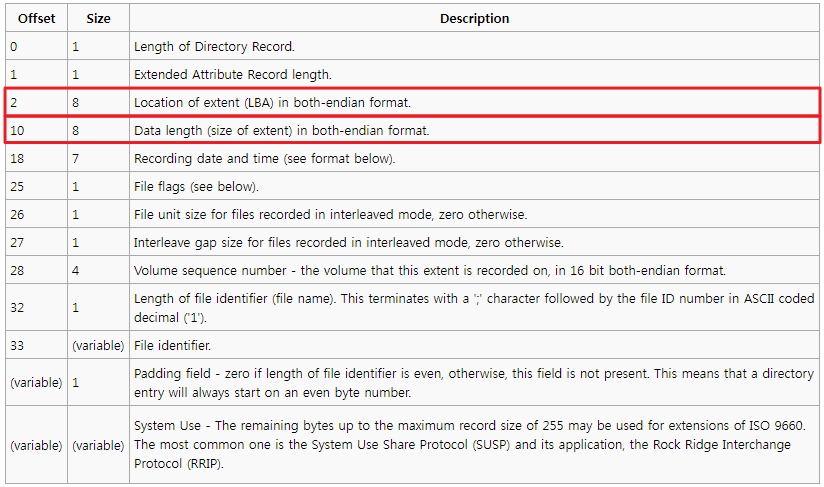 Offset Size Description
0 1 Length of Directory Record.
1 1 Extended Attribute Record length.
2 8 Location of extent (LBA) in both-endian format.
10 8 Data length (size of extent) in both-endian format.
18 7 Recording date and time (see format below).
25 1 File flags (see below).
26 1 File unit size for files recorded in interleaved mode, zero otherwise.
27 1 Interleave gap size for files recorded in interleaved mode, zero otherwise.
28 4 Volume sequence number - the volume that this extent is recorded on, in 16 bit both-endian format.
32 1 Length of file identifier (file name). This terminates with a ';' character followed by the file ID number in ASCII coded
decimal ('1').
33 (variable) File identifier.
(variable) 1 Padding field - zero if length of file identifier is even, otherwise, this field is not present. This means that a directory
entry will always start on an even byte number.
(variable) (variable) System Use - The remaining bytes up to the maximum record size of 255 may be used for extensions of ISO 9660.
The most common one is the System Use Share Protocol (SUSP) and its application, the Rock Ridge Interchange
Protocol (RRIP).